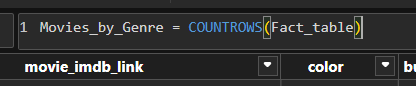 1 Movies_by_Genre = COUNTROWS(Fact_table)
movie_imdb_link color